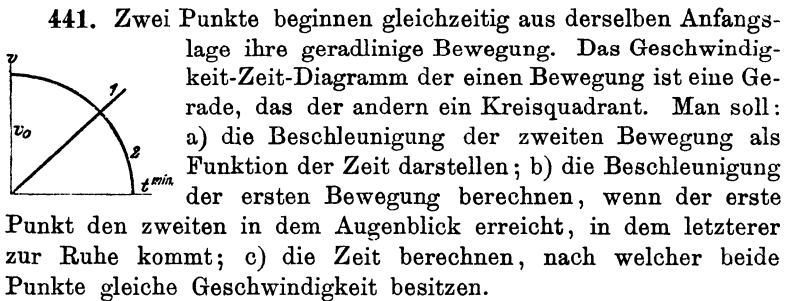 441. Zwei Punkte beginnen gleichzeitig aus derselben Anfangs-
lage ihre geradlinige Bewegung. Das Geschwindig-
keit-Zeit-Diagramm der einen Bewegung ist eine Ge-
rade, das der andern ein Kreisquadrant. Man soll:
a) die Beschleunigung der zweiten Bewegung als
Funktion der Zeit darstellen; b) die Beschleunigung
der ersten Bewegung berechnen, wenn der erste
Punkt den zweiten in dem Augenblick erreicht, in dem letzterer
zur Ruhe kommt; c) die Zeit berechnen, nach welcher beide
Punkte gleiche Geschwindigkeit besitzen.
v
1
v₀
2
t min.